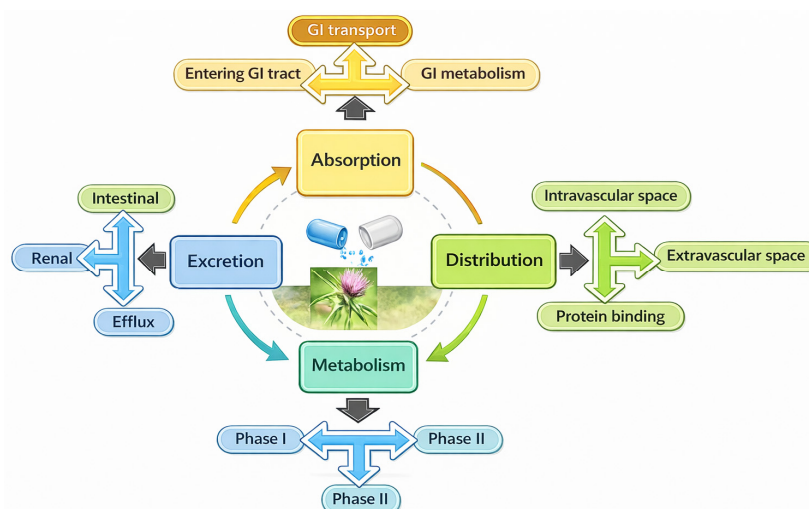 GI transport
Entering GI tract
GI metabolism
Absorption
Intestinal
Intravascular space
Renal
Excretion
Distribution
Extravascular space
Efflux
Protein binding
Metabolism
Phase I
Phase II
Phase II